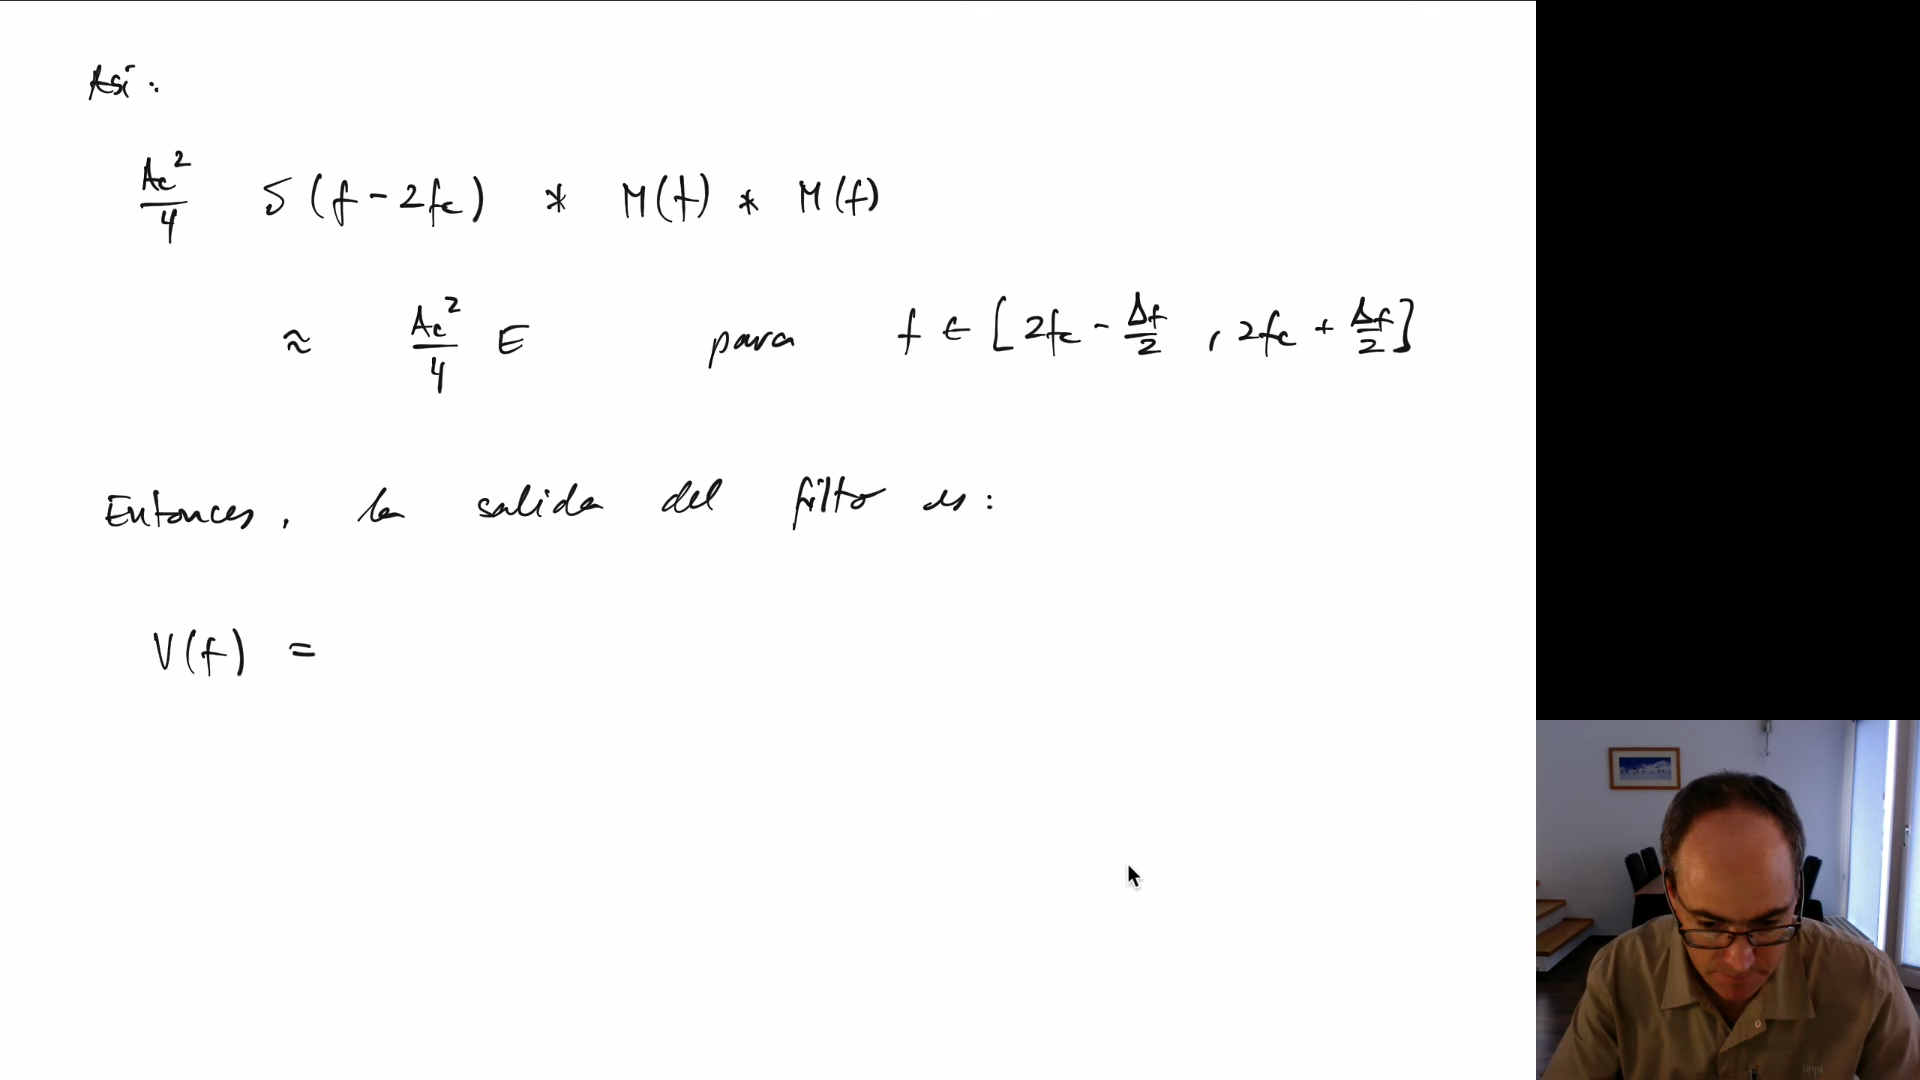 Así :
Ac²/4 δ(f - 2fc) * M(f) * M(f)
≈ Ac²/4 E para f ∈ [2fc - Δf/2 , 2fc + Δf/2]
Entonces, la salida del filtro es :
V(f) =